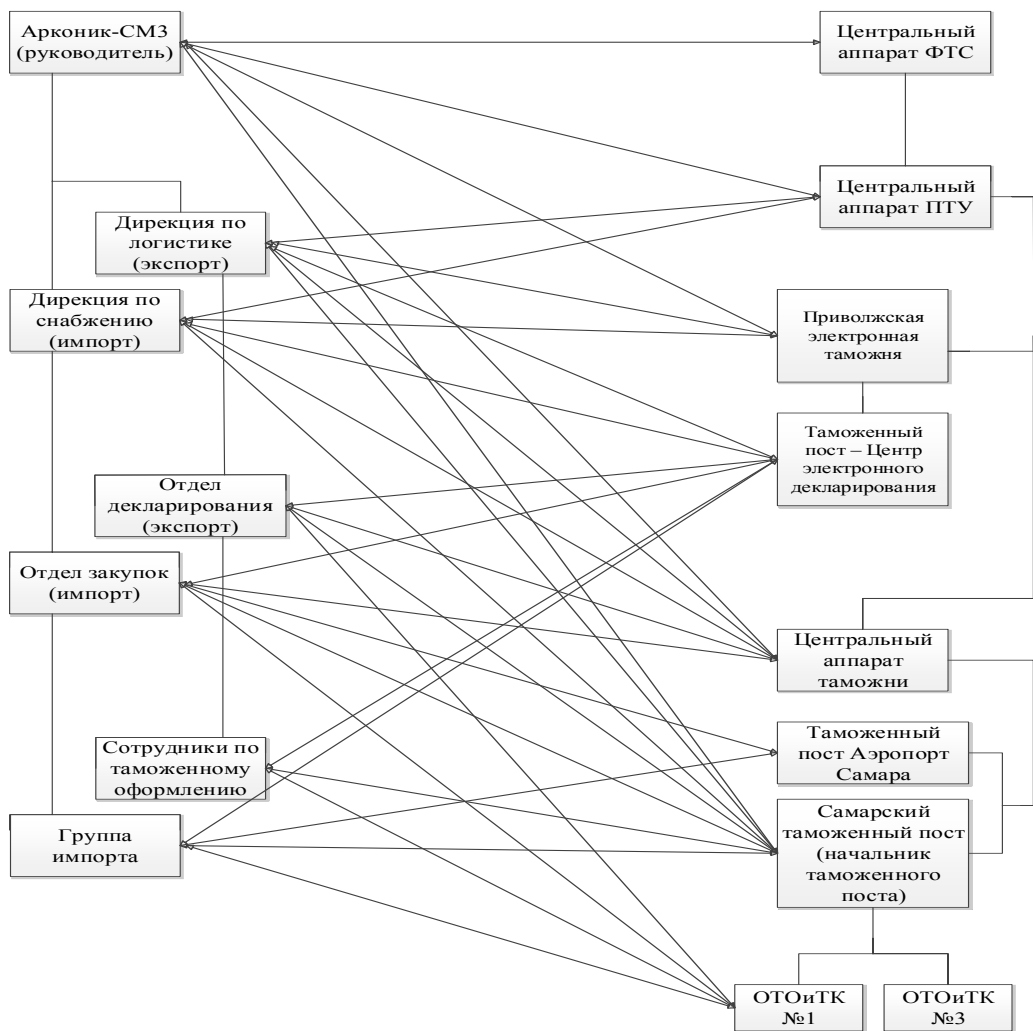 Арконик-СМЗ
(руководитель)
Центральный
аппарат ФТС
Центральный
аппарат ПТУ
Дирекция по
логистике
(экспорт)
Дирекция по
снабжению
(импорт)
Приволжская
электронная
таможня
Таможенный
пост – Центр
электронного
декларирования
Отдел
декларирования
(экспорт)
Отдел закупок
(импорт)
Центральный
аппарат
таможни
Таможенный
пост Аэропорт
Самара
Сотрудники по
таможенному
оформлению
Самарский
таможенный пост
(начальник
таможенного
поста)
Группа
импорта
ОТОиТК
№1
ОТОиТК
№3